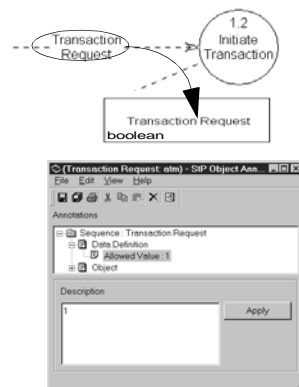 1.2
Initiate
Transaction
Transaction
Request
Transaction Request
boolean
(Transaction Request: atm) - StP Object Ann...
File Edit View Help
Annotations
Sequence : Transaction Request
Data Definition
Allowed Value : 1
Object
Description
1
Apply